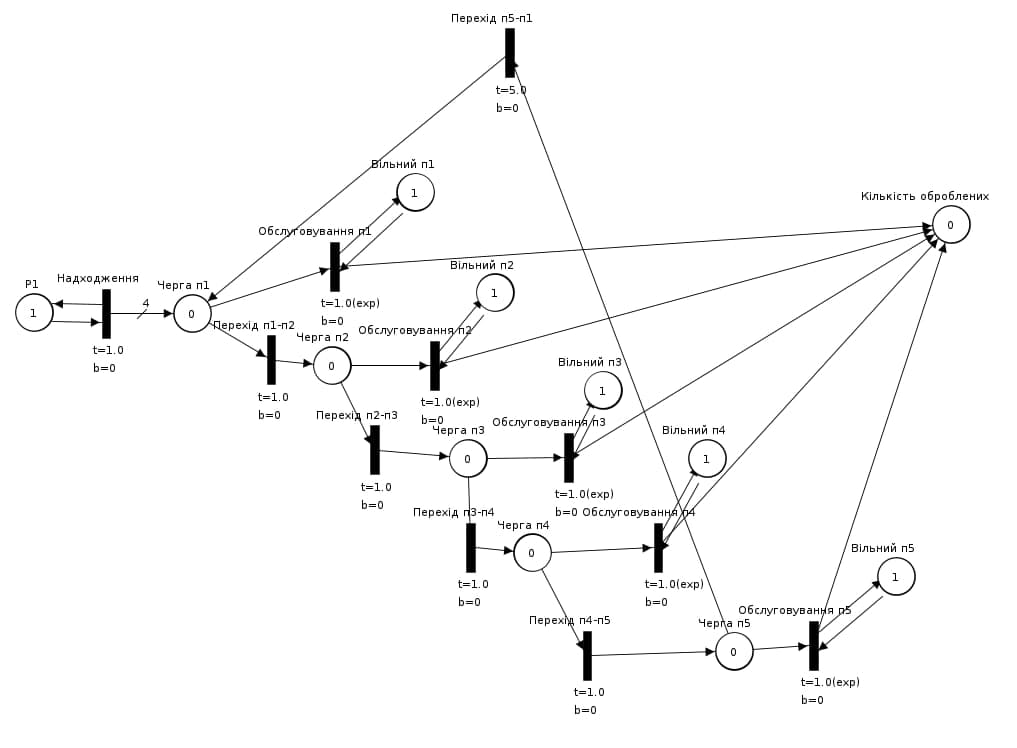 Перехід п5-п1
t=5.0
b=0
Вільний п1
1
Кількість оброблених
0
Обслуговування п1
t=1.0(exp)
b=0
Вільний п2
1
P1
1
Надходження
t=1.0
b=0
4
Черга п1
0
Перехід п1-п2
t=1.0
b=0
Черга п2
0
Обслуговування п2
t=1.0(exp)
b=0
Вільний п3
1
Перехід п2-п3
t=1.0
b=0
Черга п3
0
Обслуговування п3
t=1.0(exp)
b=0
Вільний п4
1
Перехід п3-п4
t=1.0
b=0
Черга п4
0
Обслуговування п4
t=1.0(exp)
b=0
Вільний п5
1
Перехід п4-п5
t=1.0
b=0
Черга п5
0
Обслуговування п5
t=1.0(exp)
b=0